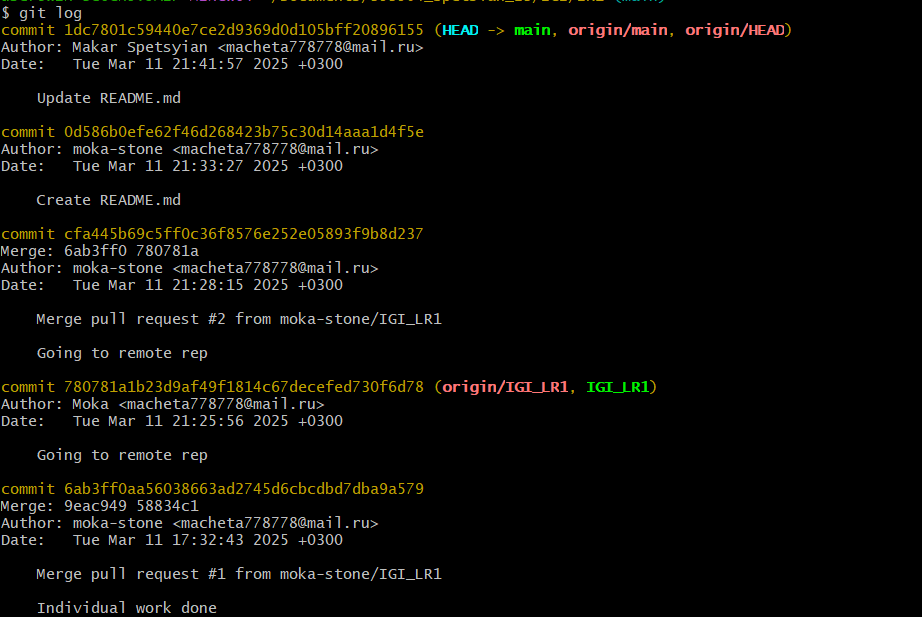 $ git log
commit 1dc7801c59440e7ce2d9369d0d105bff20896155 (HEAD -> main, origin/main, origin/HEAD)
Author: Makar Spetsyian <macheta778778@mail.ru>
Date:   Tue Mar 11 21:41:57 2025 +0300
Update README.md
commit 0d586b0efe62f46d268423b75c30d14aaa1d4f5e
Author: moka-stone <macheta778778@mail.ru>
Date:   Tue Mar 11 21:33:27 2025 +0300
Create README.md
commit cfa445b69c5ff0c36f8576e252e05893f9b8d237
Merge: 6ab3ff0 780781a
Author: moka-stone <macheta778778@mail.ru>
Date:   Tue Mar 11 21:28:15 2025 +0300
Merge pull request #2 from moka-stone/IGI_LR1
Going to remote rep
commit 780781a1b23d9af49f1814c67decefed730f6d78 (origin/IGI_LR1, IGI_LR1)
Author: Moka <macheta778778@mail.ru>
Date:   Tue Mar 11 21:25:56 2025 +0300
Going to remote rep
commit 6ab3ff0aa56038663ad2745d6cbcdbd7dba9a579
Merge: 9eac949 58834c1
Author: moka-stone <macheta778778@mail.ru>
Date:   Tue Mar 11 17:32:43 2025 +0300
Merge pull request #1 from moka-stone/IGI_LR1
Individual work done